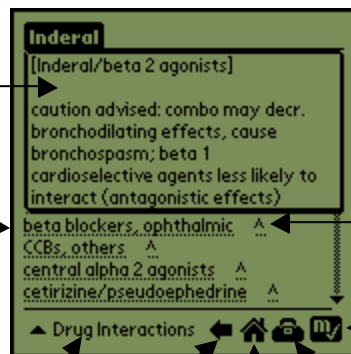 Inderal
[Inderal/beta 2 agonists]
caution advised: combo may decr.
bronchodilating effects, cause
bronchospasm; beta 1
cardioselective agents less likely to
interact (antagonistic effects)
beta blockers, ophthalmic ^
CCBs, others ^
central alpha 2 agonists ^
cetirizine/pseudoephedrine ^
Drug Interactions